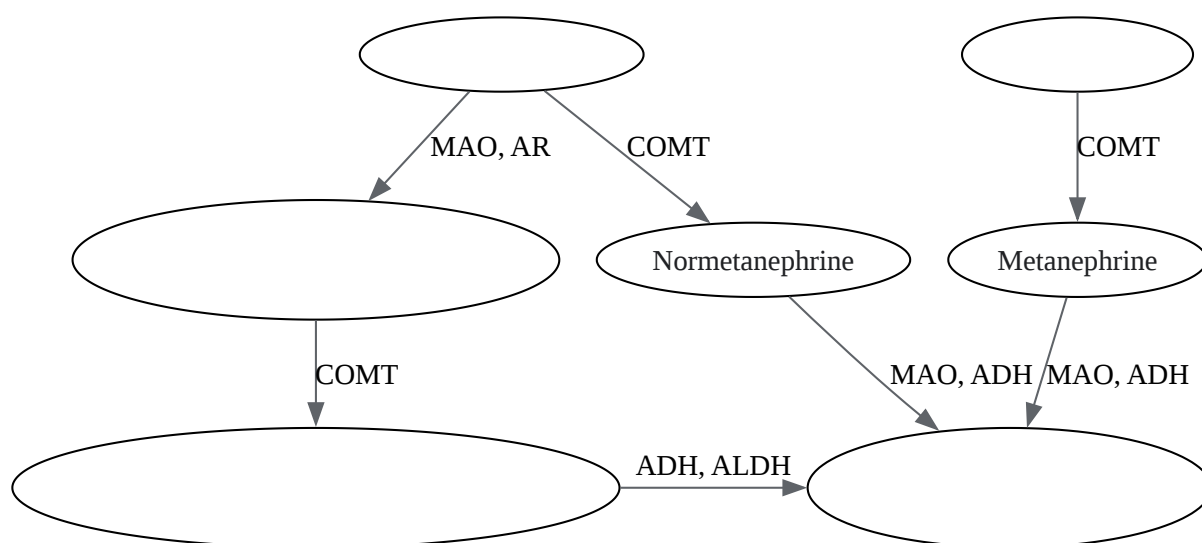 MAO, AR
COMT
COMT
Normetanephrine
Metanephrine
COMT
MAO, ADH
MAO, ADH
ADH, ALDH